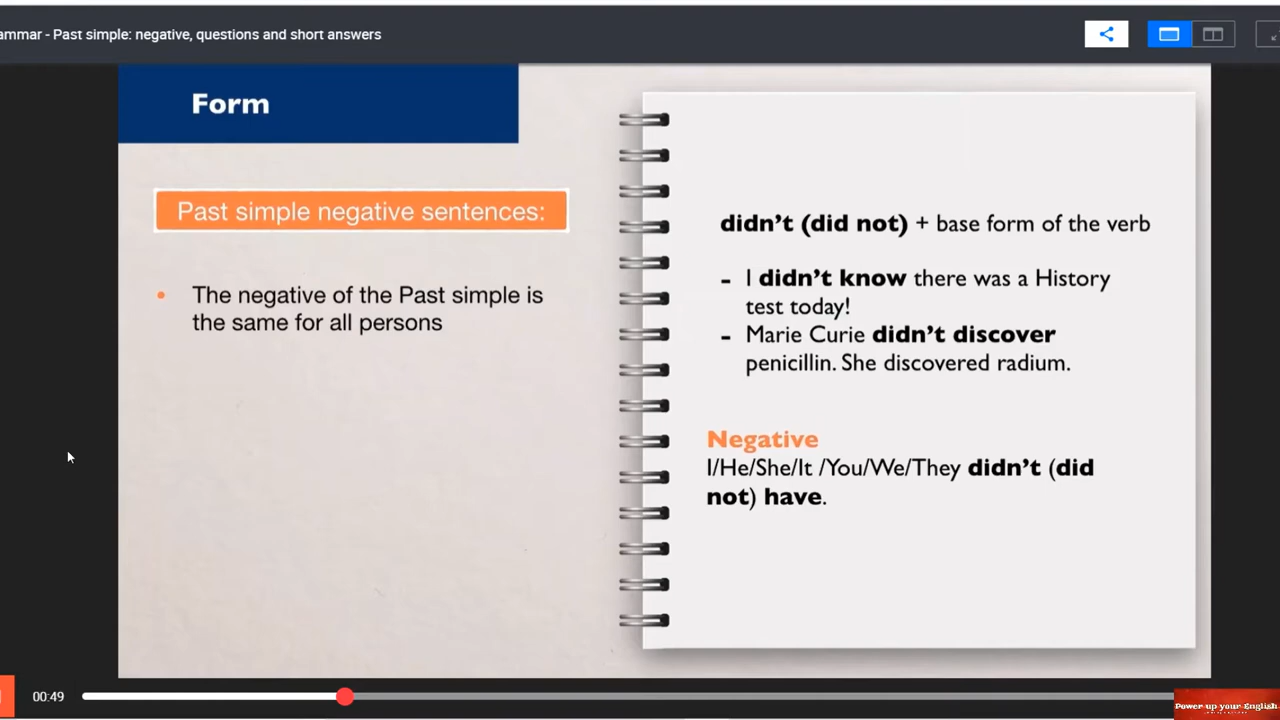 ammar - Past simple: negative, questions and short answers
Form
Past simple negative sentences:
• The negative of the Past simple is
the same for all persons
didn't (did not) + base form of the verb
- I didn't know there was a History
test today!
- Marie Curie didn't discover
penicillin. She discovered radium.
Negative
I/He/She/It /You/We/They didn't (did
not) have.
00:49
Power up your English